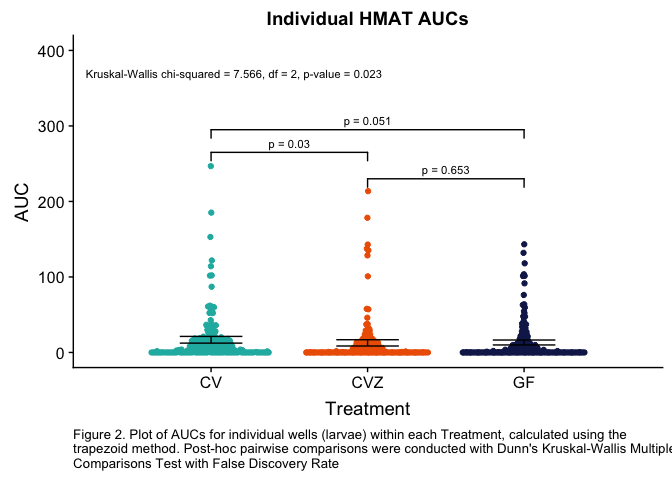 Individual HMAT AUCs
400
Kruskal-Wallis chi-squared = 7.566, df = 2, p-value = 0.023
300
p = 0.051
p = 0.03
p = 0.653
200
AUC
100
0
CV CVZ GF
Treatment
Figure 2. Plot of AUCs for individual wells (larvae) within each Treatment, calculated using the
trapezoid method. Post-hoc pairwise comparisons were conducted with Dunn's Kruskal-Wallis Multiple
Comparisons Test with False Discovery Rate